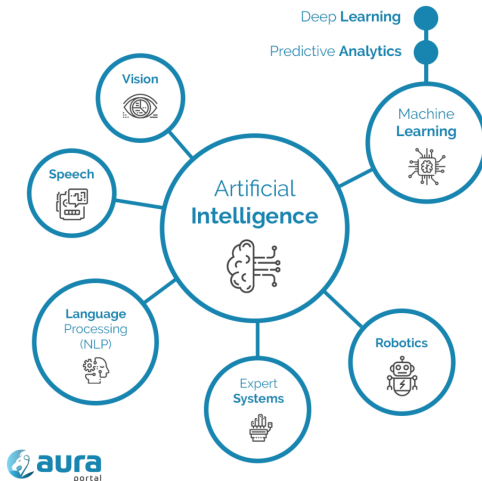 Deep Learning
Predictive Analytics
Machine
Learning
Vision
Speech
Artificial
Intelligence
Language
Processing
(NLP)
Expert
Systems
Robotics
aura
portal